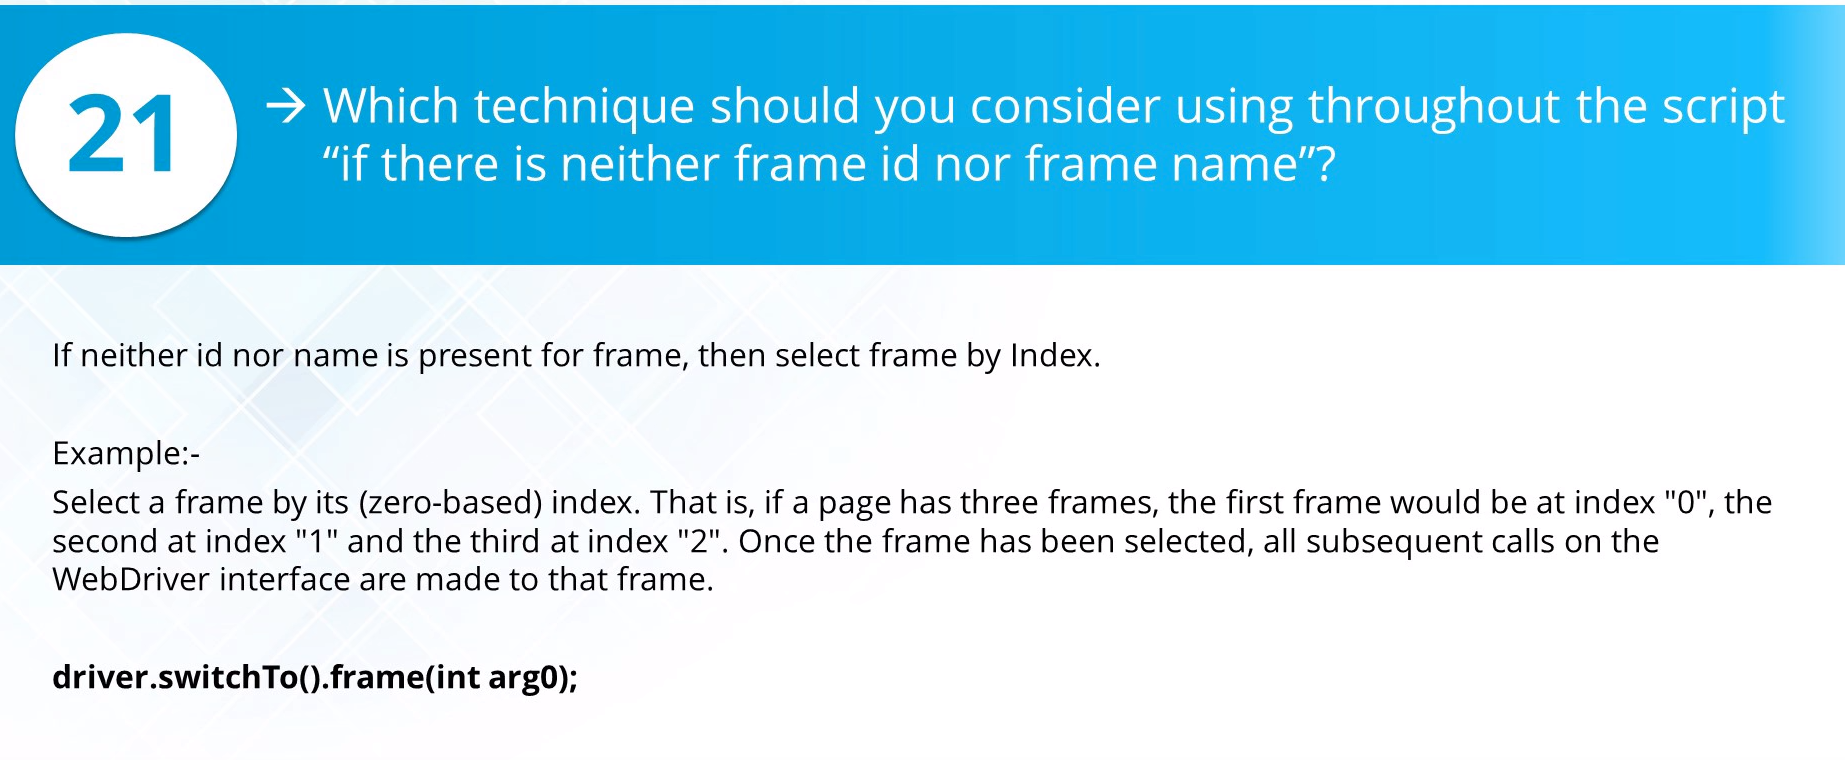 21
→ Which technique should you consider using throughout the script
“if there is neither frame id nor frame name”?
If neither id nor name is present for frame, then select frame by Index.
Example:-
Select a frame by its (zero-based) index. That is, if a page has three frames, the first frame would be at index "0", the
second at index "1" and the third at index "2". Once the frame has been selected, all subsequent calls on the
WebDriver interface are made to that frame.
driver.switchTo().frame(int arg0);